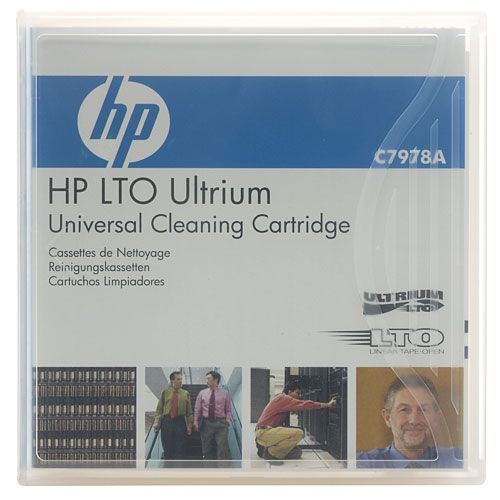 hp
C7978A
HP LTO Ultrium
Universal Cleaning Cartridge
Cassettes de Nettoyage
Reinigungskassetten
Cartuchos Limpiadores
ULTRIUM
LTO
LTO
LINEAR TAPE-OPEN